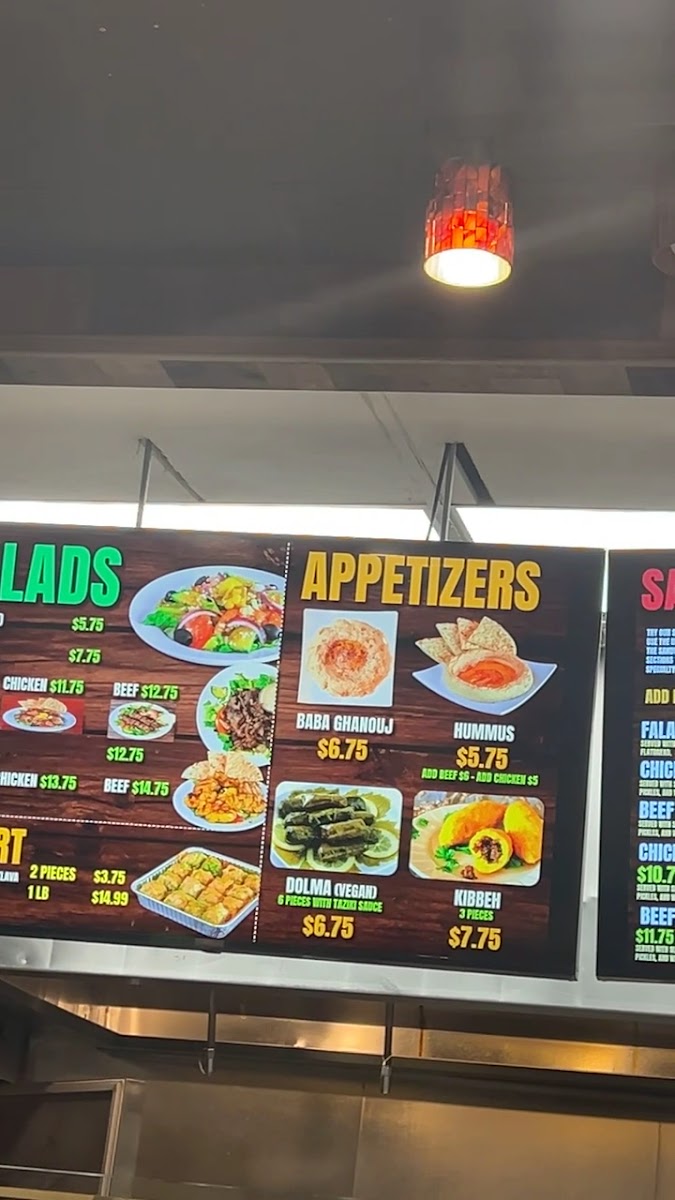 LADS
$5.75
$7.75
CHICKEN $11.75 BEEF $12.75
$12.75
HICKEN $13.75 BEEF $14.75
RT
LAVA 2 PIECES $3.75
1 LB $14.99
APPETIZERS
BABA GHANOUJ
$6.75
HUMMUS
$5.75
ADD BEEF $6 - ADD CHICKEN $5
DOLMA (VEGAN)
6 PIECES WITH TAZIKI SAUCE
$6.75
KIBBEH
3 PIECES
$7.75
SA
ADD
FALA
CHIC
BEEF
CHIC
$10.7
BEEF
$11.75